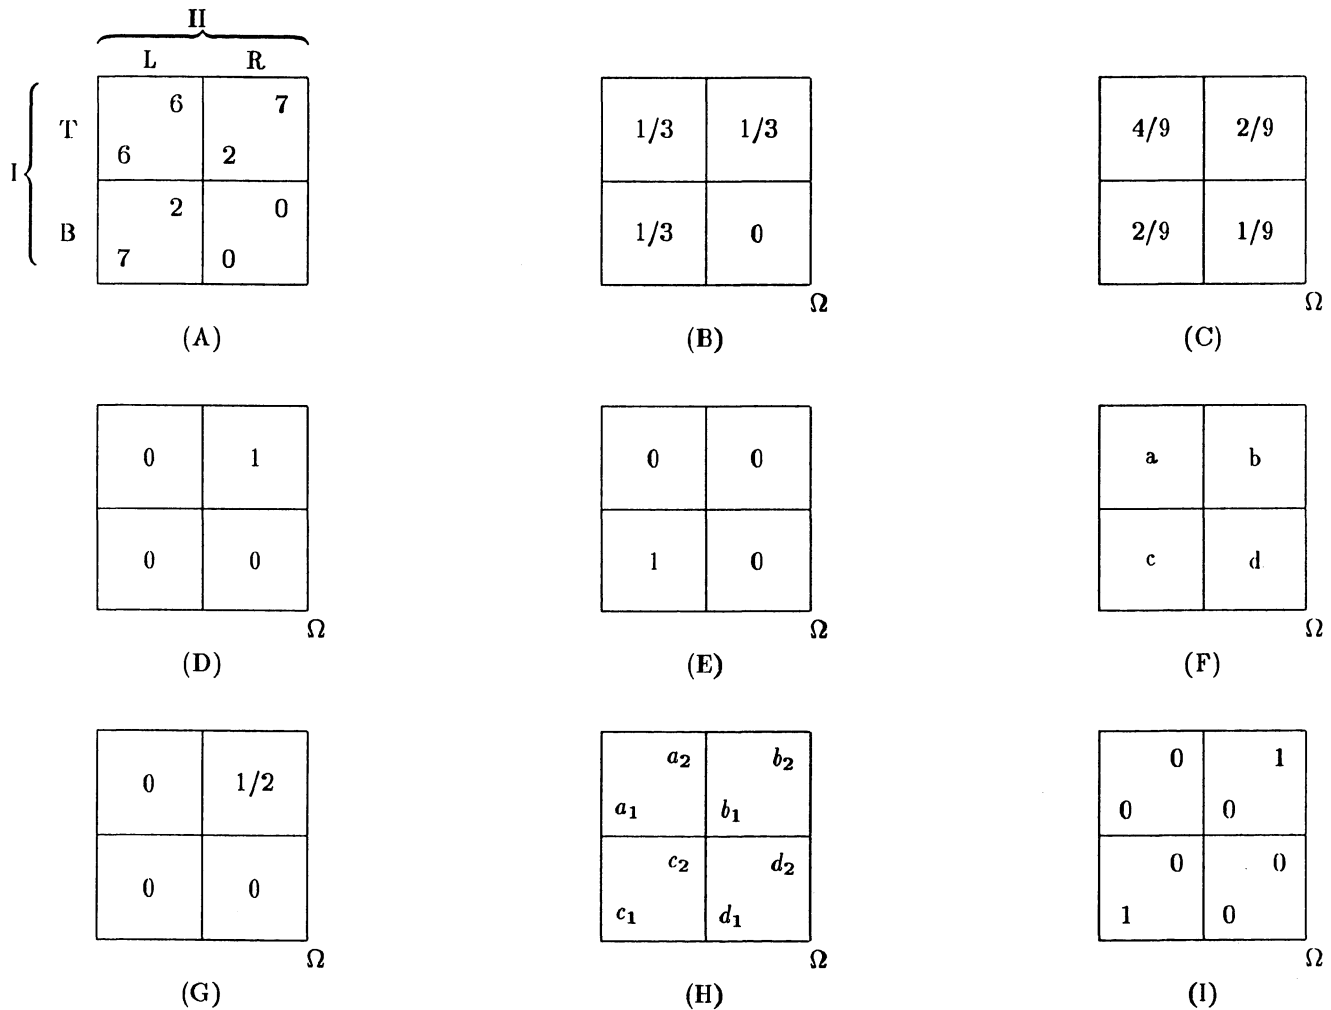 II
L R
6 7 1/3 1/3 4/9 2/9
T
6 2
I
2 0 1/3 0 2/9 1/9
B
7 0
Ω Ω
(A) (B) (C)
0 1 0 0 a b
0 0 1 0 c d
Ω Ω Ω
(D) (E) (F)
0 1/2 a₂ b₂ 0 1
a₁ b₁ 0 0
0 0 c₂ d₂ 0 0
c₁ d₁ 1 0
Ω Ω Ω
(G) (H) (I)